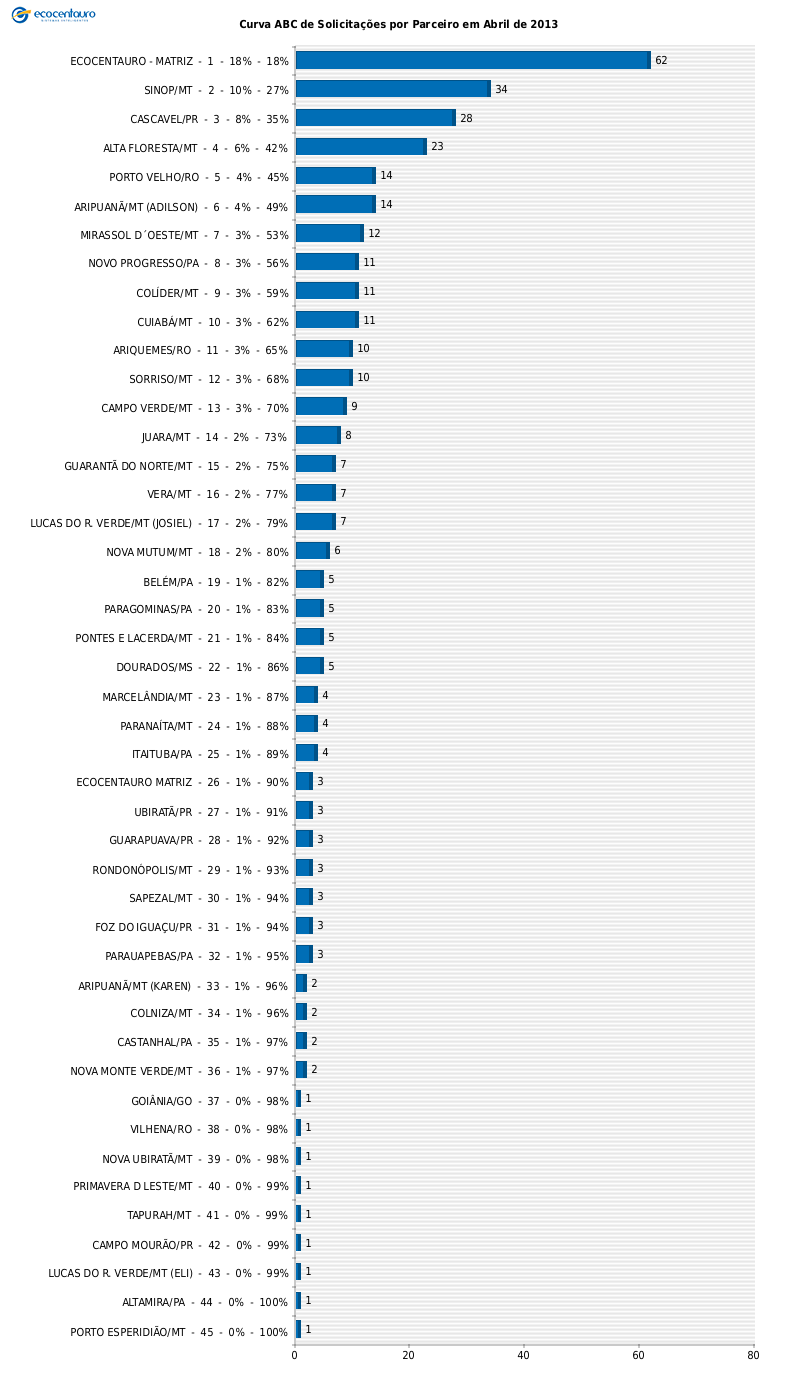 ecocentauro
Curva ABC de Solicitações por Parceiro em Abril de 2013
ECOCENTAURO - MATRIZ - 1 - 18% - 18% 62
SINOP/MT - 2 - 10% - 27% 34
CASCAVEL/PR - 3 - 8% - 35% 28
ALTA FLORESTA/MT - 4 - 6% - 42% 23
PORTO VELHO/RO - 5 - 4% - 45% 14
ARIPUANÃ/MT (ADILSON) - 6 - 4% - 49% 14
MIRASSOL D´OESTE/MT - 7 - 3% - 53% 12
NOVO PROGRESSO/PA - 8 - 3% - 56% 11
COLÍDER/MT - 9 - 3% - 59% 11
CUIABÁ/MT - 10 - 3% - 62% 11
ARIQUEMES/RO - 11 - 3% - 65% 10
SORRISO/MT - 12 - 3% - 68% 10
CAMPO VERDE/MT - 13 - 3% - 70% 9
JUARA/MT - 14 - 2% - 73% 8
GUARANTÃ DO NORTE/MT - 15 - 2% - 75% 7
VERA/MT - 16 - 2% - 77% 7
LUCAS DO R. VERDE/MT (JOSIEL) - 17 - 2% - 79% 7
NOVA MUTUM/MT - 18 - 2% - 80% 6
BELÉM/PA - 19 - 1% - 82% 5
PARAGOMINAS/PA - 20 - 1% - 83% 5
PONTES E LACERDA/MT - 21 - 1% - 84% 5
DOURADOS/MS - 22 - 1% - 86% 5
MARCELÂNDIA/MT - 23 - 1% - 87% 4
PARANAÍTA/MT - 24 - 1% - 88% 4
ITAITUBA/PA - 25 - 1% - 89% 4
ECOCENTAURO MATRIZ - 26 - 1% - 90% 3
UBIRATÃ/PR - 27 - 1% - 91% 3
GUARAPUAVA/PR - 28 - 1% - 92% 3
RONDONÓPOLIS/MT - 29 - 1% - 93% 3
SAPEZAL/MT - 30 - 1% - 94% 3
FOZ DO IGUAÇU/PR - 31 - 1% - 94% 3
PARAUAPEBAS/PA - 32 - 1% - 95% 3
ARIPUANÃ/MT (KAREN) - 33 - 1% - 96% 2
COLNIZA/MT - 34 - 1% - 96% 2
CASTANHAL/PA - 35 - 1% - 97% 2
NOVA MONTE VERDE/MT - 36 - 1% - 97% 2
GOIÂNIA/GO - 37 - 0% - 98% 1
VILHENA/RO - 38 - 0% - 98% 1
NOVA UBIRATÃ/MT - 39 - 0% - 98% 1
PRIMAVERA D LESTE/MT - 40 - 0% - 99% 1
TAPURAH/MT - 41 - 0% - 99% 1
CAMPO MOURÃO/PR - 42 - 0% - 99% 1
LUCAS DO R. VERDE/MT (ELI) - 43 - 0% - 99% 1
ALTAMIRA/PA - 44 - 0% - 100% 1
PORTO ESPERIDIÃO/MT - 45 - 0% - 100% 1
0 20 40 60 80